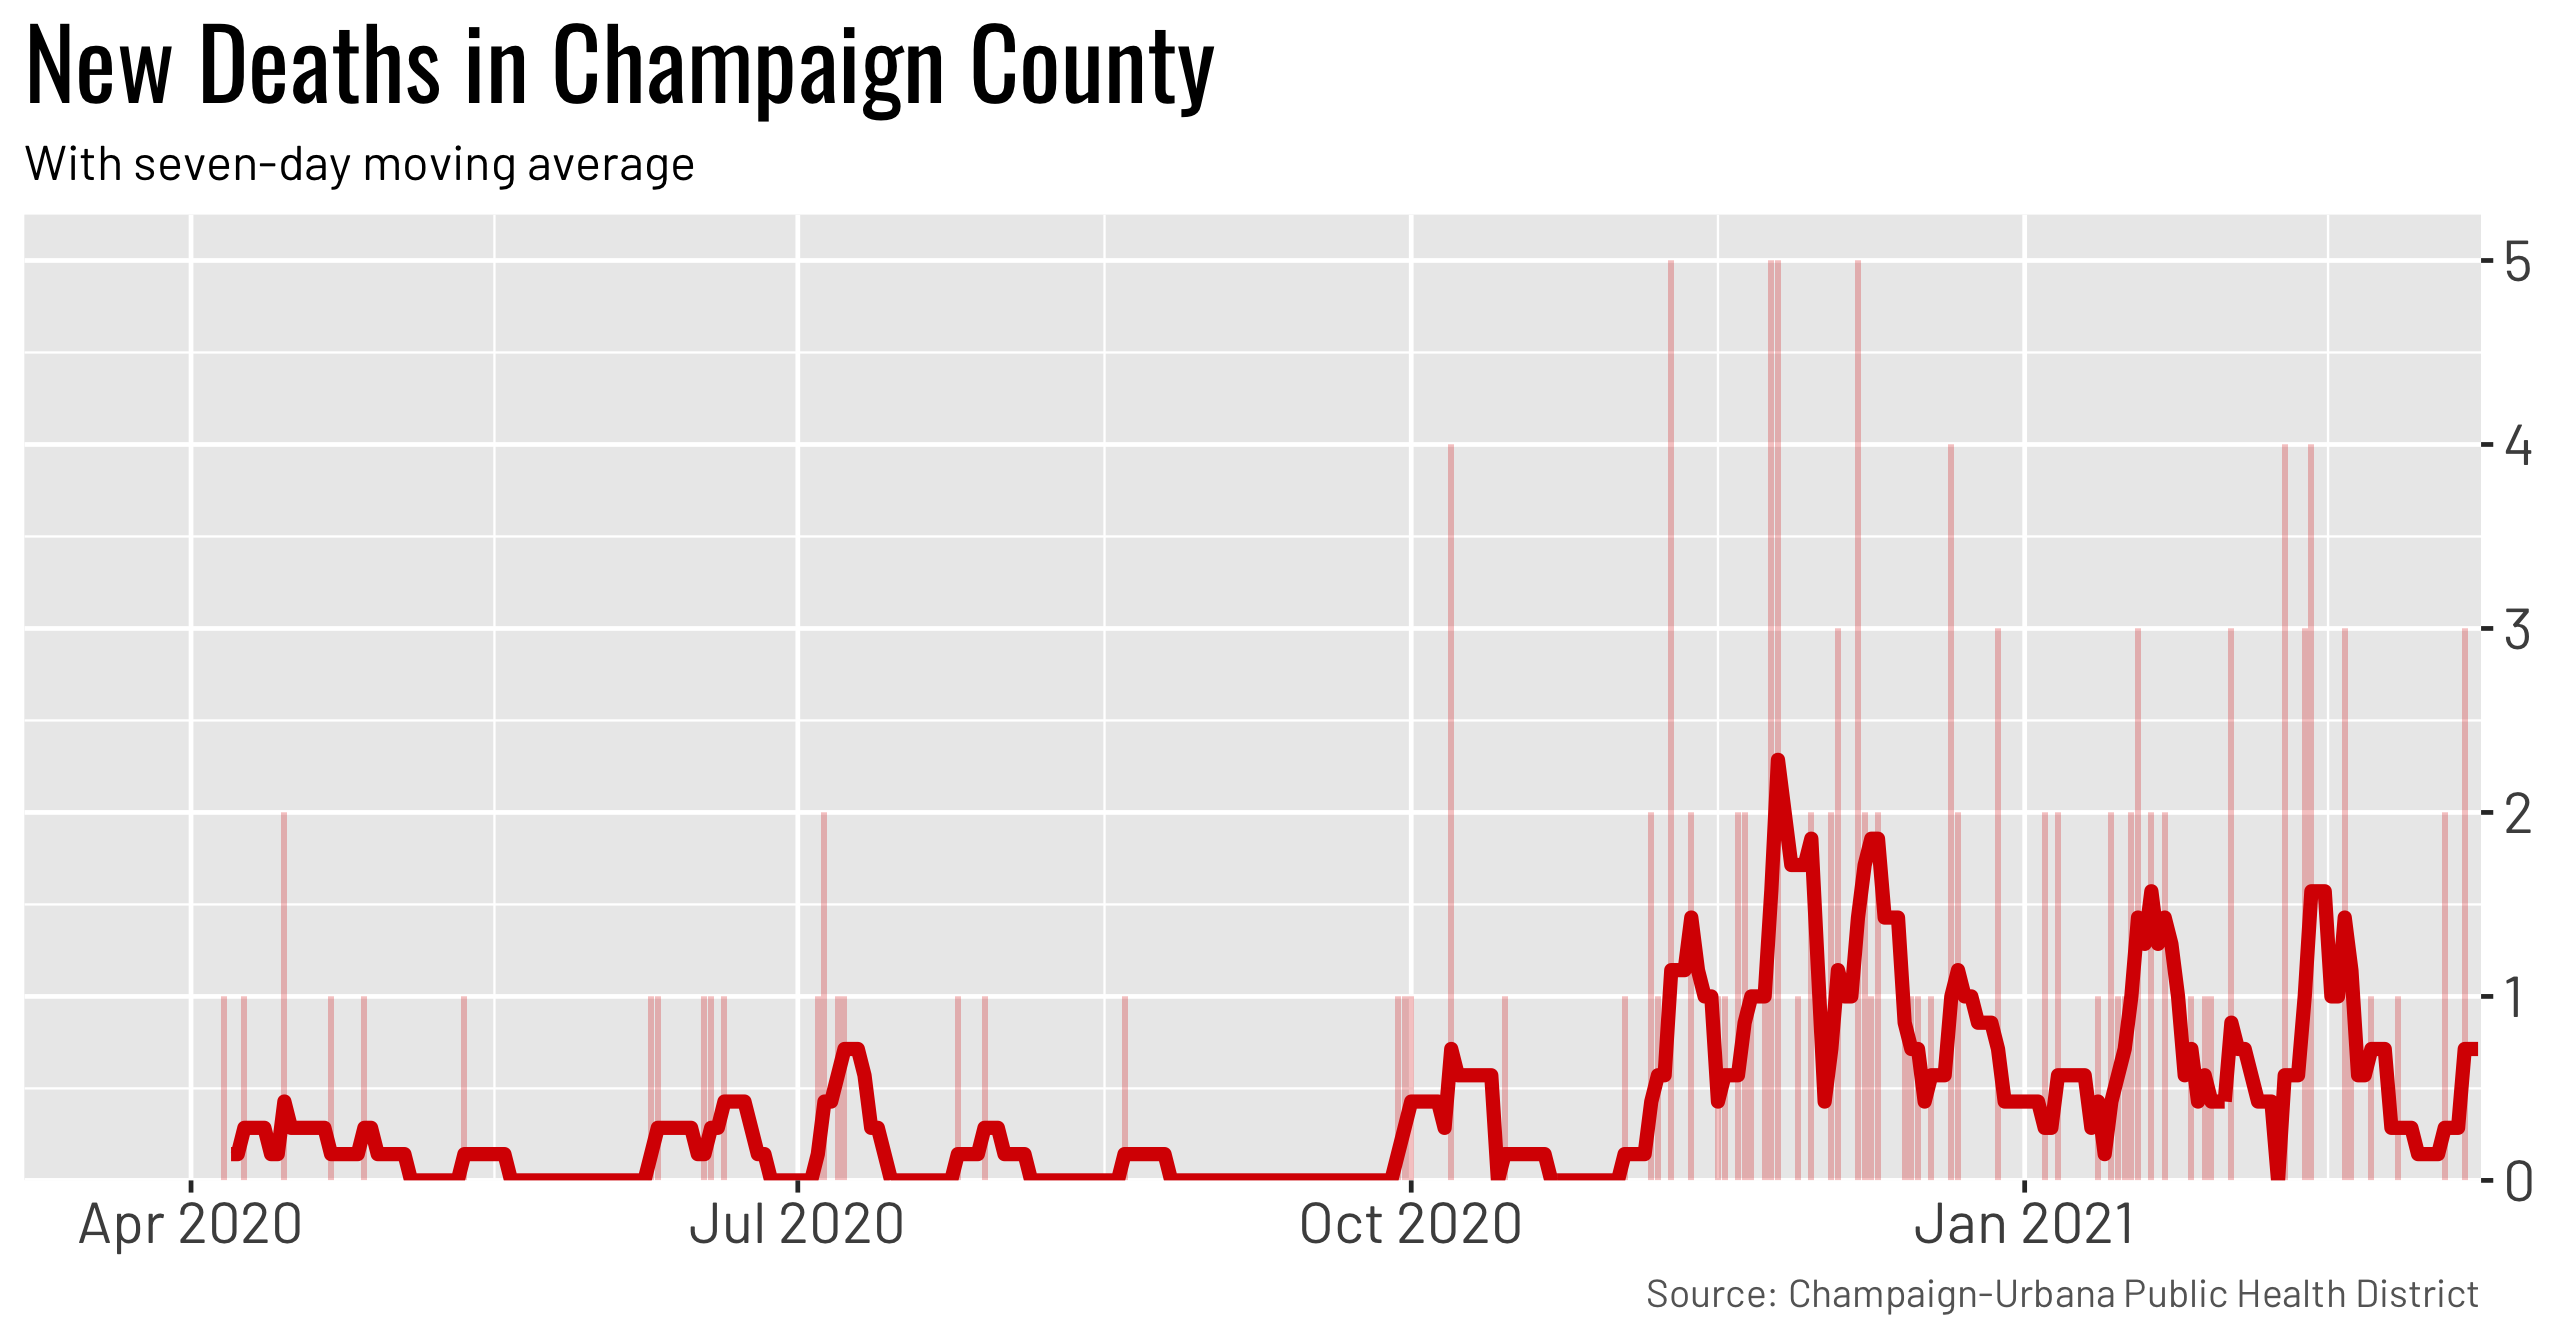 New Deaths in Champaign County
With seven-day moving average
5
4
3
2
1
0
Apr 2020 Jul 2020 Oct 2020 Jan 2021
Source: Champaign-Urbana Public Health District